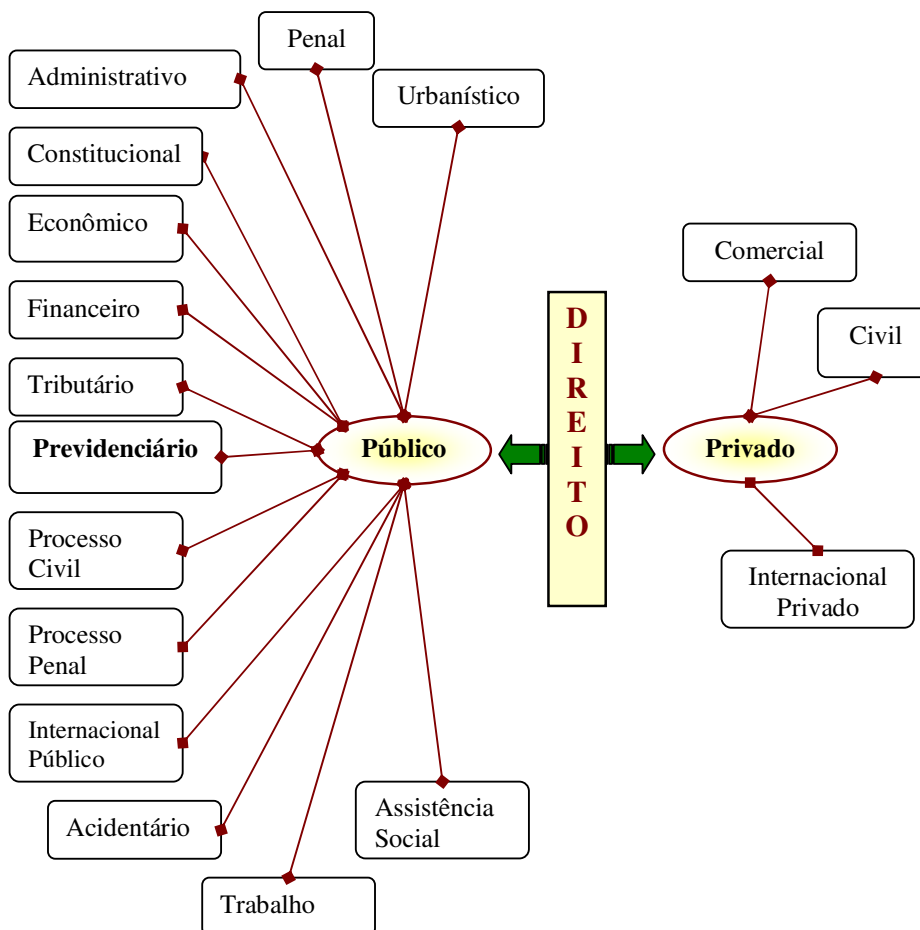 Penal
Administrativo
Urbanístico
Constitucional
Econômico
Financeiro
Tributário
Previdenciário
Processo
Civil
Processo
Penal
Internacional
Público
Acidentário
Trabalho
Assistência
Social
Público
DIREITO
Privado
Comercial
Civil
Internacional
Privado